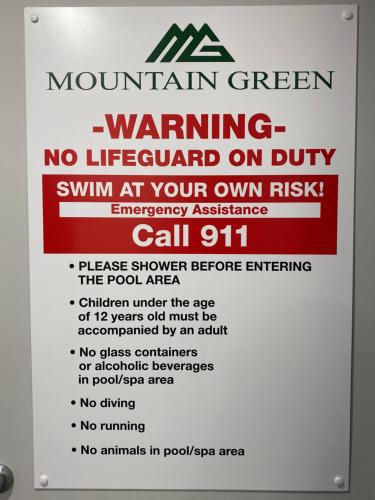 MG
MOUNTAIN GREEN
-WARNING-
NO LIFEGUARD ON DUTY
SWIM AT YOUR OWN RISK!
Emergency Assistance
Call 911
• PLEASE SHOWER BEFORE ENTERING
THE POOL AREA
• Children under the age
of 12 years old must be
accompanied by an adult
• No glass containers
or alcoholic beverages
in pool/spa area
• No diving
• No running
• No animals in pool/spa area